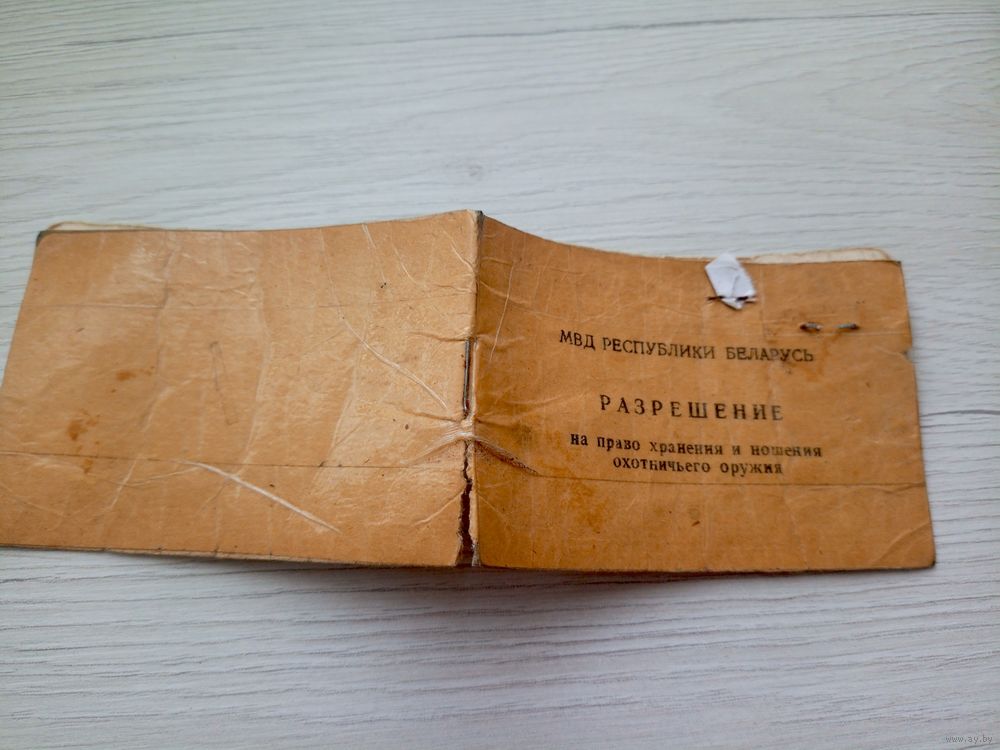 МВД РЕСПУБЛИКИ БЕЛАРУСЬ
РАЗРЕШЕНИЕ
на право хранения и ношения
охотничьего оружия
www.ay.by